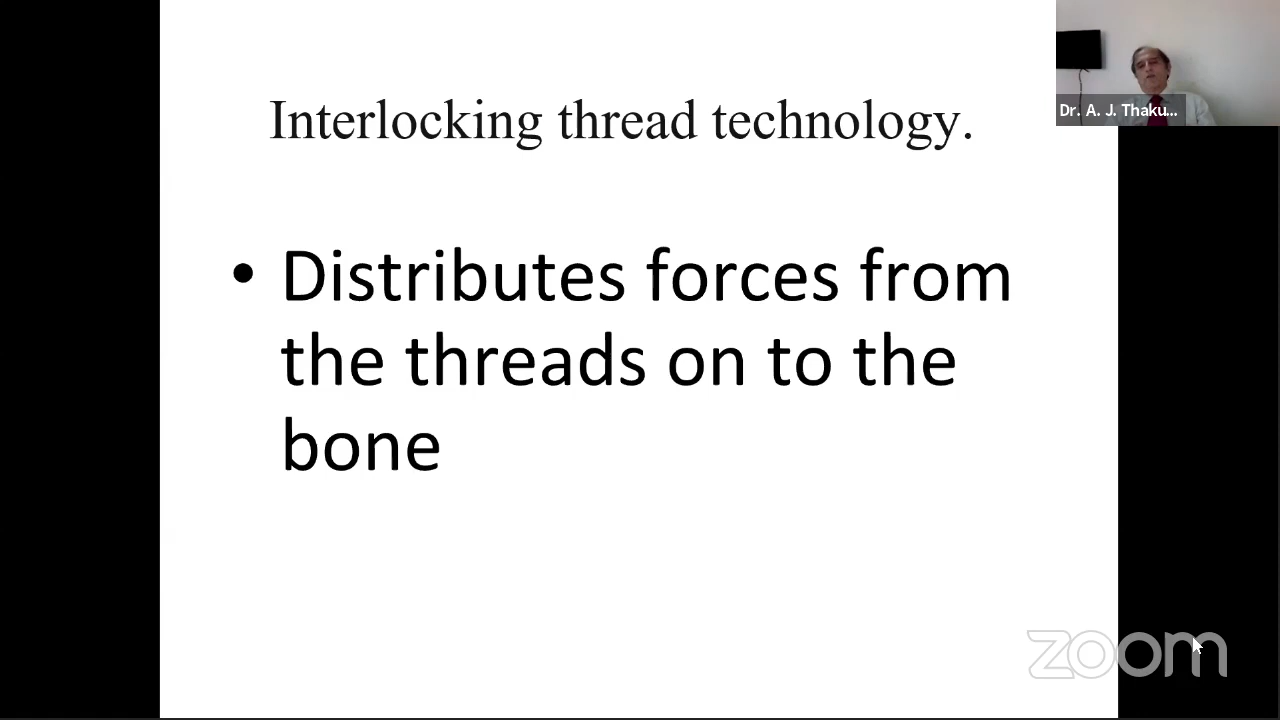 Interlocking thread technology.
Dr. A. J. Thaku...
• Distributes forces from
the threads on to the
bone
zoom